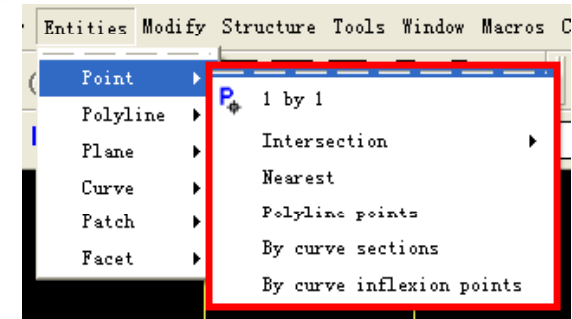 Entities Modify Structure Tools Window Macros
Point
Polyline
Plane
Curve
Patch
Facet
1 by 1
Intersection
Nearest
Polyline points
By curve sections
By curve inflexion points